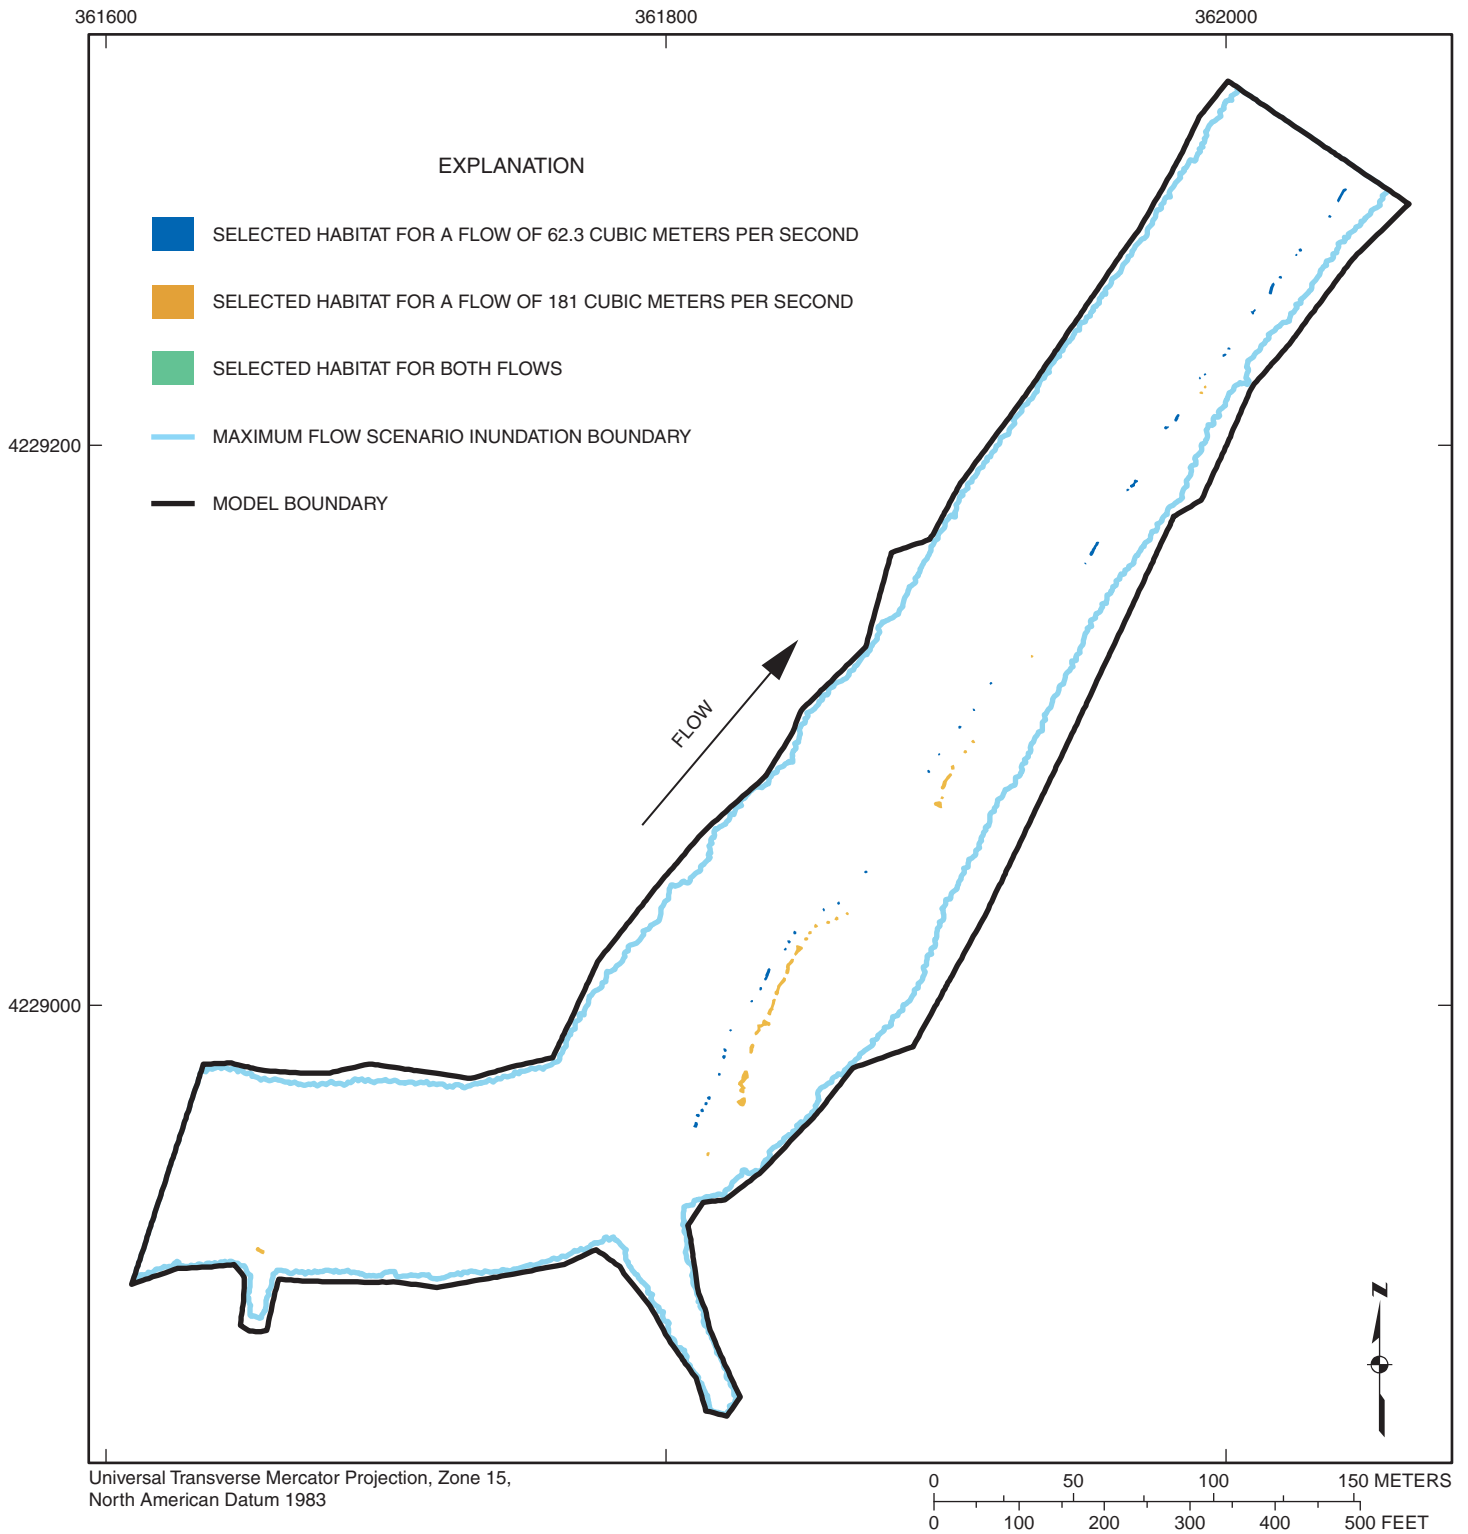 361600 361800 362000
EXPLANATION
SELECTED HABITAT FOR A FLOW OF 62.3 CUBIC METERS PER SECOND
SELECTED HABITAT FOR A FLOW OF 181 CUBIC METERS PER SECOND
SELECTED HABITAT FOR BOTH FLOWS
MAXIMUM FLOW SCENARIO INUNDATION BOUNDARY
4229200
MODEL BOUNDARY
FLOW
4229000
N
Universal Transverse Mercator Projection, Zone 15,
North American Datum 1983
0 50 100 150 METERS
0 100 200 300 400 500 FEET